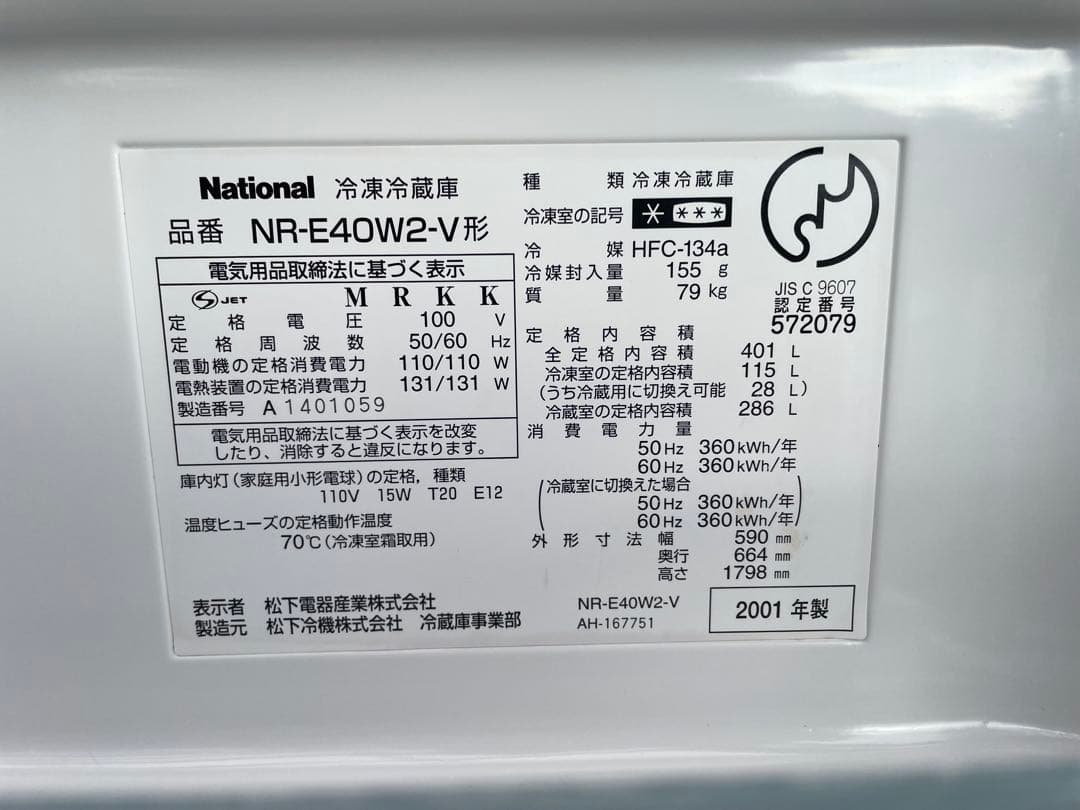 National 冷凍冷蔵庫
品番 NR-E40W2-V形
電気用品取締法に基づく表示
S JET M R K K
定格電圧 100 V
定格周波数 50/60 Hz
電動機の定格消費電力 110/110 W
電熱装置の定格消費電力 131/131 W
製造番号 A 1401059
電気用品取締法に基づく表示を改変
したり、消除すると違反になります。
庫内灯(家庭用小形電球)の定格,種類
110V 15W T20 E12
温度ヒューズの定格動作温度
70℃(冷凍室霜取用)
表示者 松下電器産業株式会社
製造元 松下冷機株式会社 冷蔵庫事業部
種類 冷凍冷蔵庫
冷凍室の記号 * ***
冷媒 HFC-134a
冷媒封入量 155 g
質量 79 kg
JIS C 9607
認定番号
572079
定格内容積
全定格内容積 401 L
冷凍室の定格内容積 115 L
(うち冷蔵用に切換え可能 28 L)
冷蔵室の定格内容積 286 L
消費電力量
50Hz 360kWh/年
60Hz 360kWh/年
(冷蔵室に切換えた場合
50Hz 360kWh/年
60Hz 360kWh/年)
外形寸法 幅 590 mm
奥行 664 mm
高さ 1798 mm
NR-E40W2-V
AH-167751
2001 年製